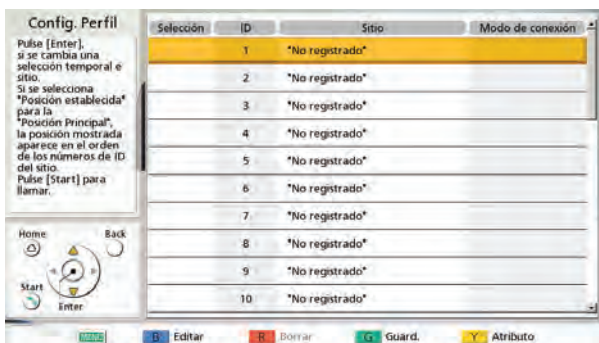 Config. Perfil
Pulse [Enter],
si se cambia una
selección temporal e
sitio.
Si se selecciona
"Posición establecida"
para la
"Posición Principal",
la posición mostrada
aparece en el orden
de los números de ID
del sitio.
Pulse [Start] para
llamar.
Home
Back
Start
Enter
Selección ID Sitio Modo de conexión
1 "No registrado"
2 "No registrado"
3 "No registrado"
4 "No registrado"
5 "No registrado"
6 "No registrado"
7 "No registrado"
8 "No registrado"
9 "No registrado"
10 "No registrado"
MENU B Editar R Borrar G Guard. Y Atributo